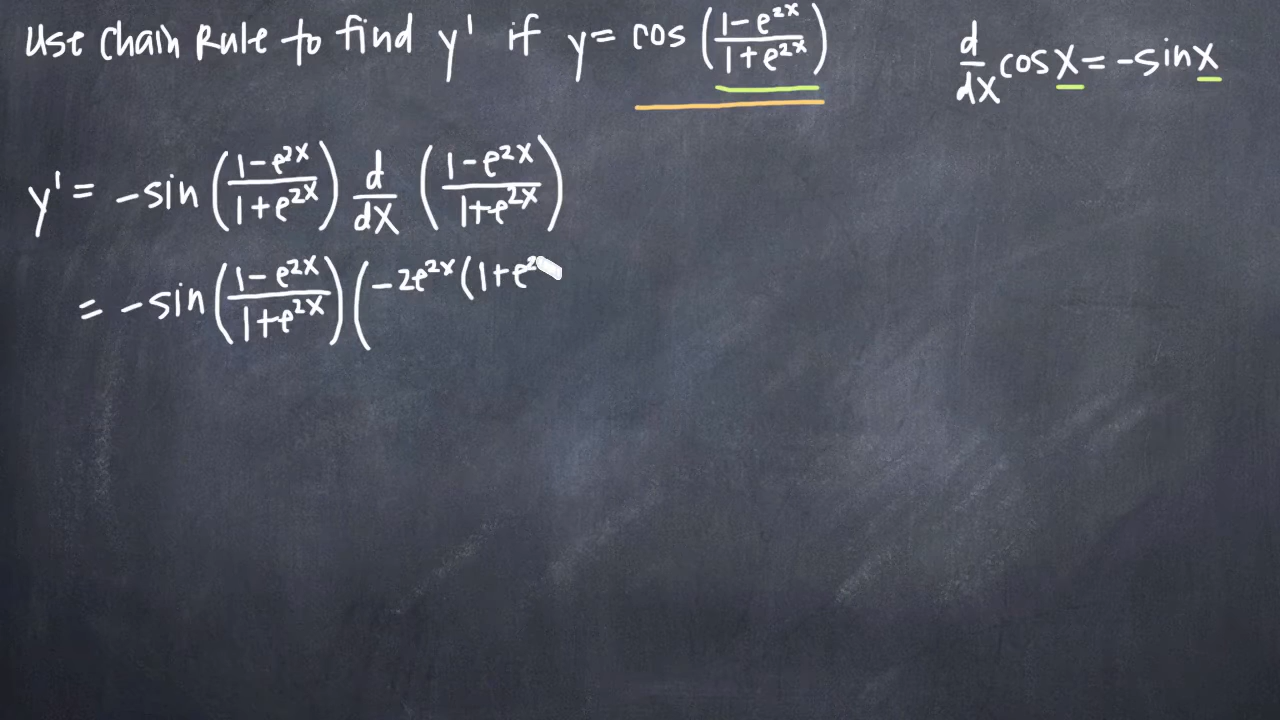 Use Chain Rule to find y' if y = cos (1 - e^2x / 1 + e^2x)
d/dx cos x = -sin x
y' = -sin (1 - e^2x / 1 + e^2x) d/dx (1 - e^2x / 1 + e^2x)
= -sin (1 - e^2x / 1 + e^2x) (-2e^2x (1 + e^2